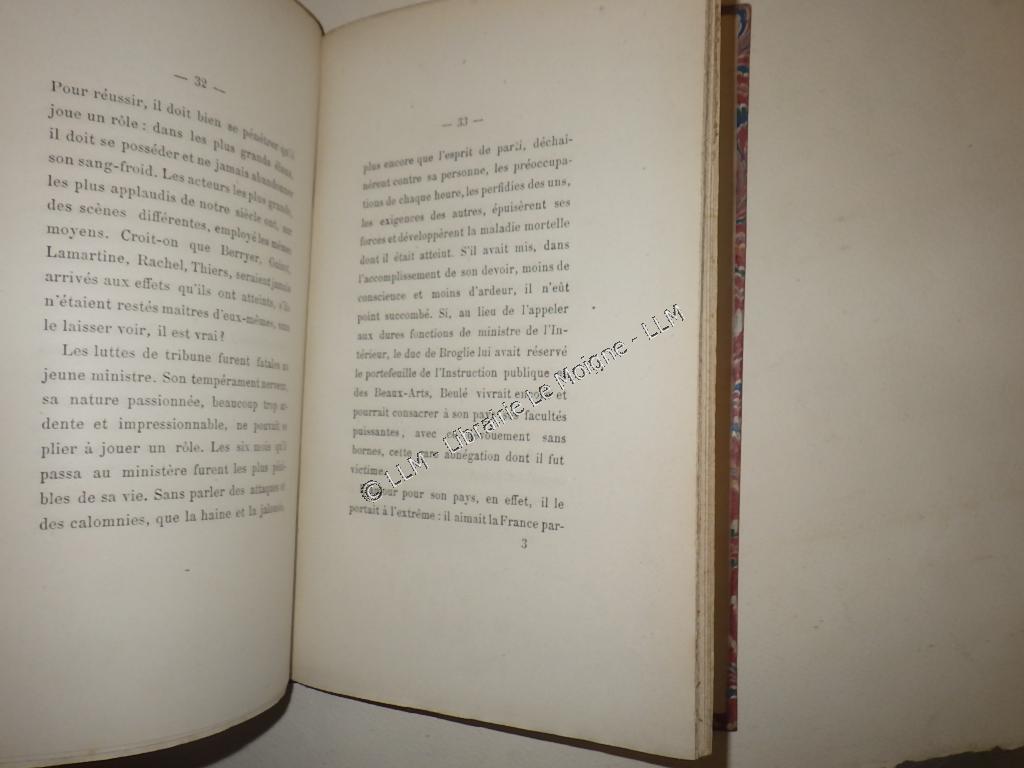 — 32 —
Pour réussir, il doit bien se pénétrer qu'il
joue un rôle : dans les plus grands élans,
il doit se posséder et ne jamais abandonner
son sang-froid. Les acteurs les plus grands,
les plus applaudis de notre siècle ont, sur
des scènes différentes, employé les mêmes
moyens. Croit-on que Berryer, Guizot,
Lamartine, Rachel, Thiers, seraient jamais
arrivés aux effets qu'ils ont atteints, s'ils
n'étaient restés maîtres d'eux-mêmes, sans
le laisser voir, il est vrai?
Les luttes de tribune furent fatales au
jeune ministre. Son tempérament nerveux,
sa nature passionnée, beaucoup trop ar-
dente et impressionnable, ne pouvait se
plier à jouer un rôle. Les six mois qu'il
passa au ministère furent les plus péni-
bles de sa vie. Sans parler des attaques et
des calomnies, que la haine et la jalousie
— 33 —
plus encore que l'esprit de parti, déchai-
nèrent contre sa personne, les préoccupa-
tions de chaque heure, les perfidies des uns,
les exigences des autres, épuisèrent ses
forces et développèrent la maladie mortelle
dont il était atteint. S'il avait mis, dans
l'accomplissement de son devoir, moins de
conscience et moins d'ardeur, il n'eût
point succombé. Si, au lieu de l'appeler
aux dures fonctions de ministre de l'In-
térieur, le duc de Broglie lui avait réservé
le portefeuille de l'Instruction publique et
des Beaux-Arts, Beulé vivrait encore et
pourrait consacrer à son pays facultés
puissantes, avec sans
bornes, cette rare abnégation dont il fut
victime.
pour son pays, en effet, il le
portait à l'extrême : il aimait la France par-
3
© LLM - Librairie Le Moigne - LLM